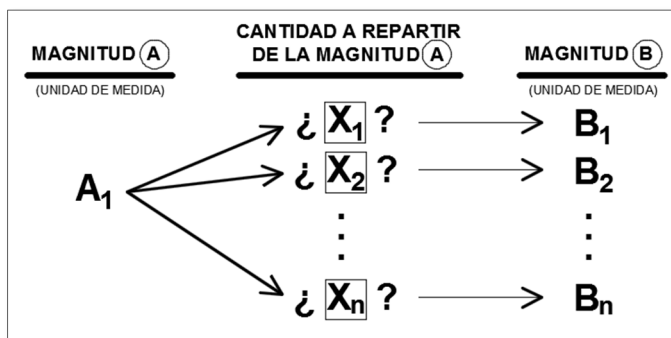 MAGNITUD A
(UNIDAD DE MEDIDA)
CANTIDAD A REPARTIR
DE LA MAGNITUD A
MAGNITUD B
(UNIDAD DE MEDIDA)
¿ X1 ? B1
A1 ¿ X2 ? B2
¿ Xn ? Bn